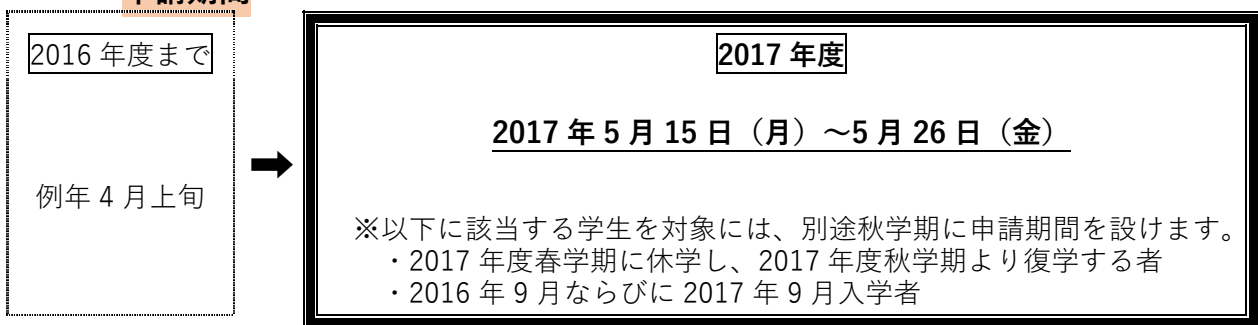 申請期間
2016 年度まで
例年 4 月上旬
➡
2017 年度
2017 年 5 月 15 日（月）～5 月 26 日（金）
※以下に該当する学生を対象には、別途秋学期に申請期間を設けます。
・2017 年度春学期に休学し、2017 年度秋学期より復学する者
・2016 年 9 月ならびに 2017 年 9 月入学者